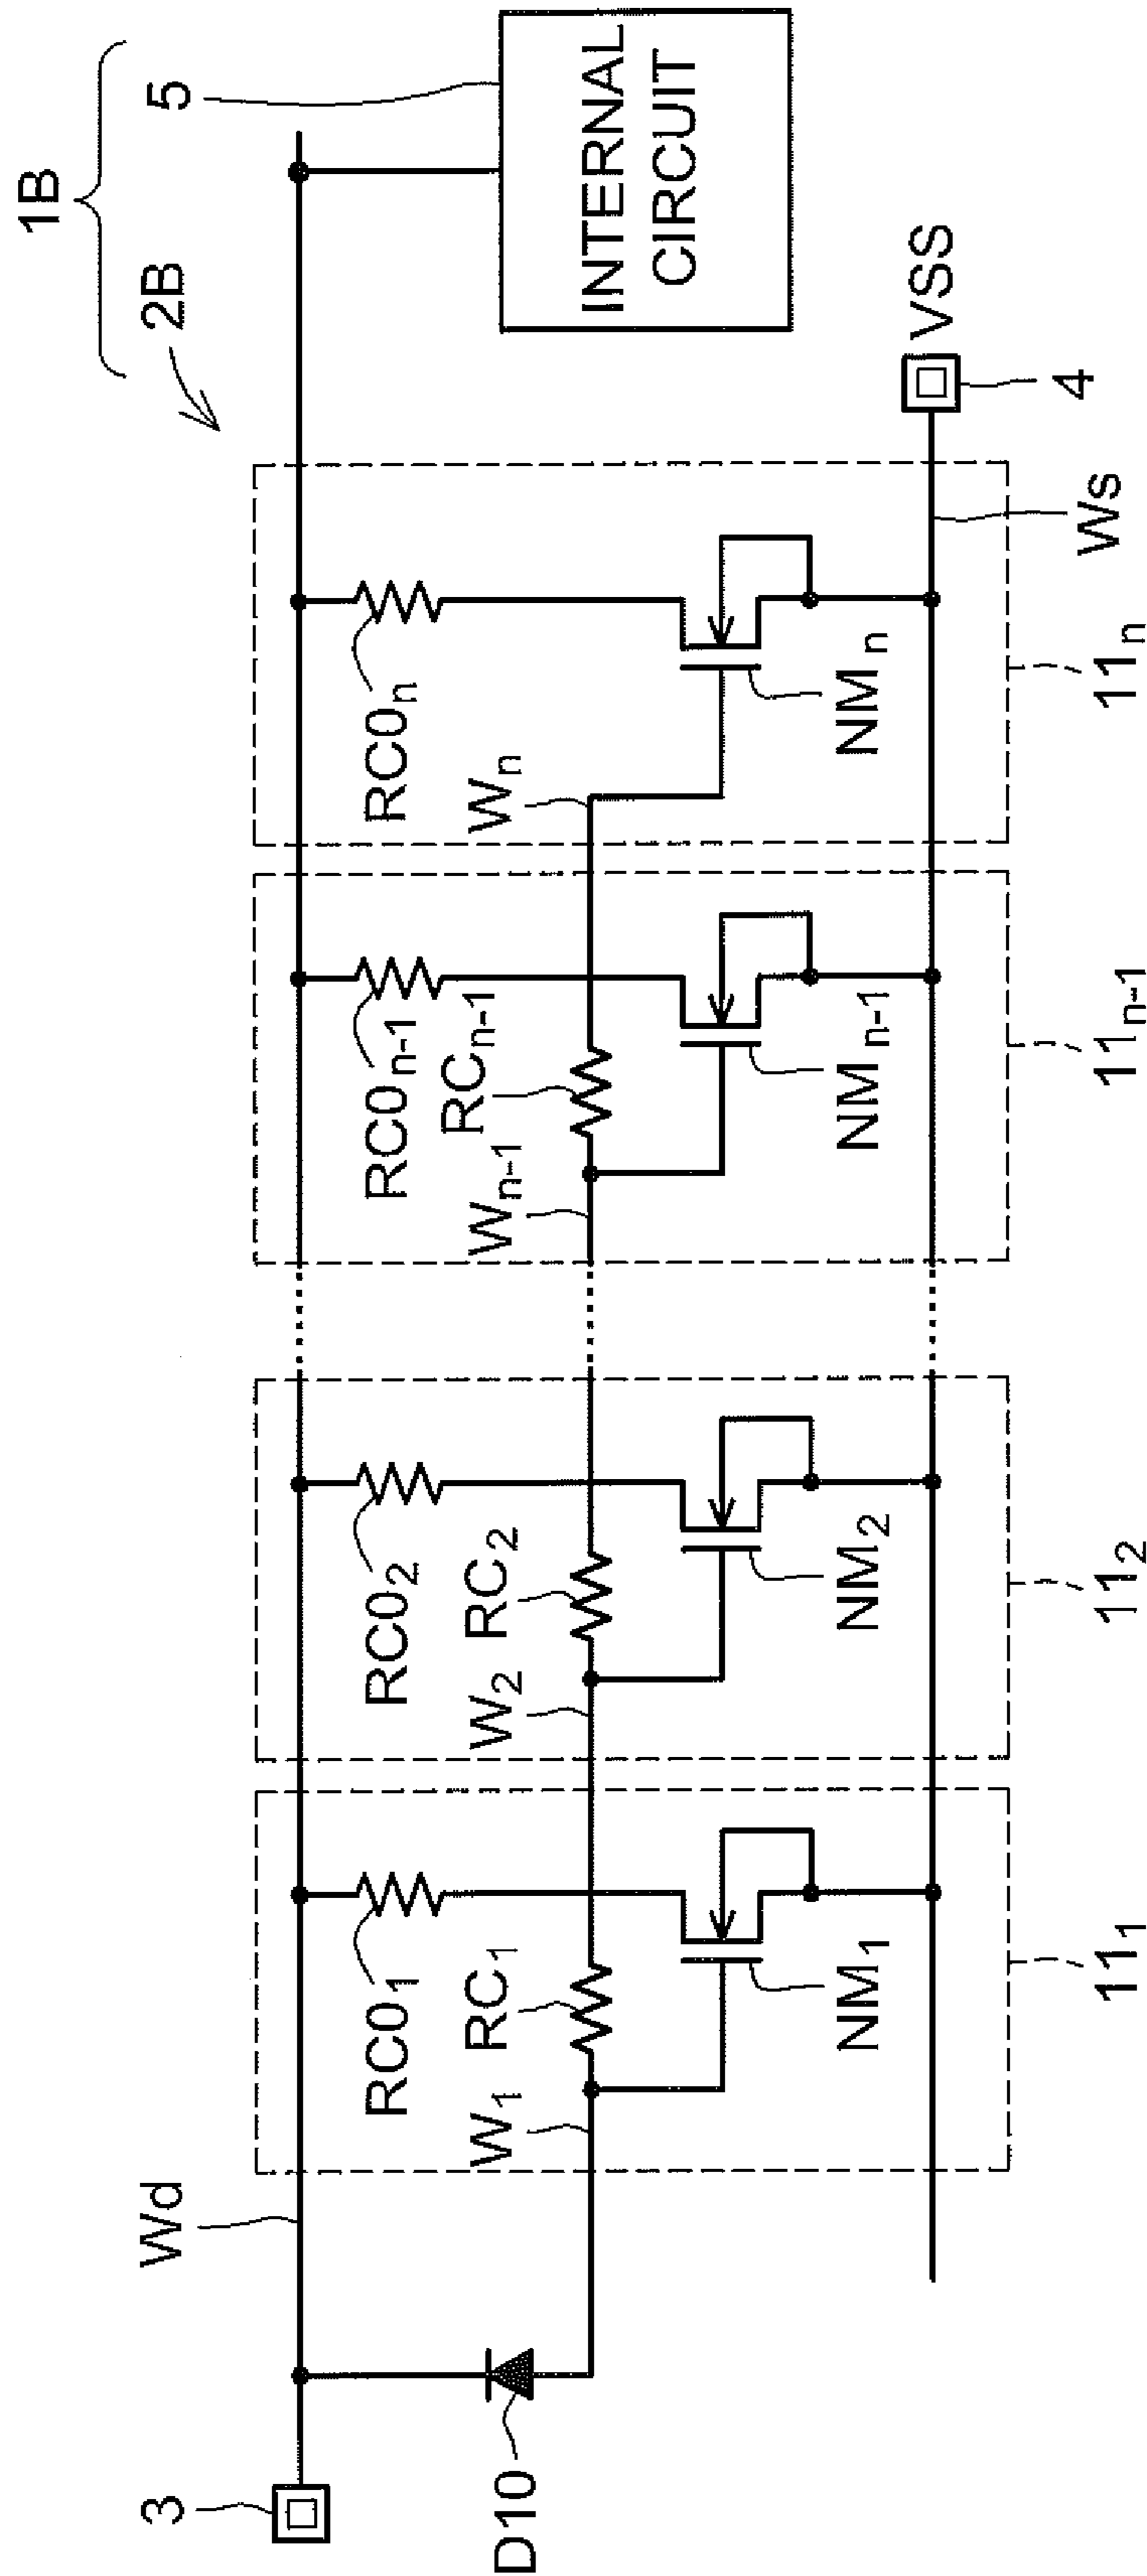 1B
2B
5
INTERNAL
CIRCUIT
3
Wd
D10
RC0₁
RC0₂
RC0ₙ₋₁
RC0ₙ
W₁
RC₁
W₂
RC₂
Wₙ₋₁
RCₙ₋₁
Wₙ
NM₁
NM₂
NMₙ₋₁
NMₙ
VSS
4
Ws
11₁
11₂
11ₙ₋₁
11ₙ